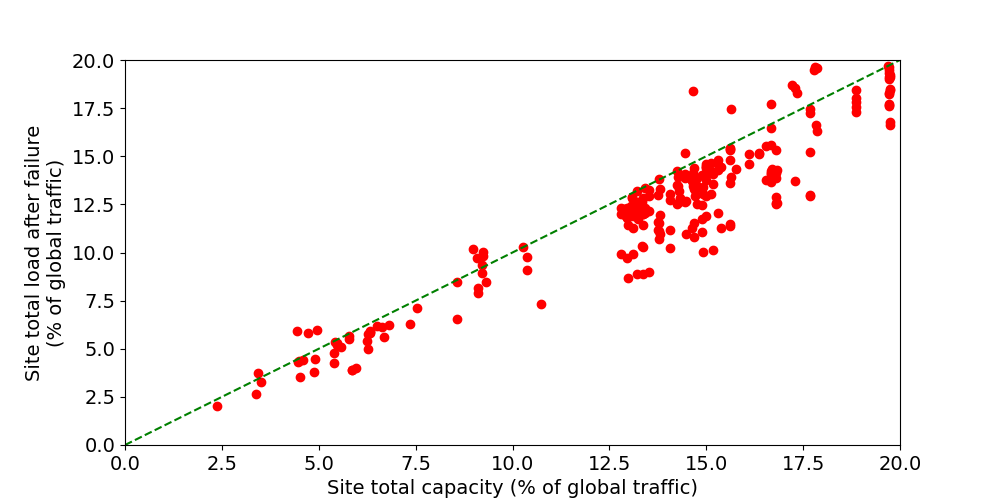 Site total load after failure
(% of global traffic)
20.0
17.5
15.0
12.5
10.0
7.5
5.0
2.5
0.0
0.0 2.5 5.0 7.5 10.0 12.5 15.0 17.5 20.0
Site total capacity (% of global traffic)